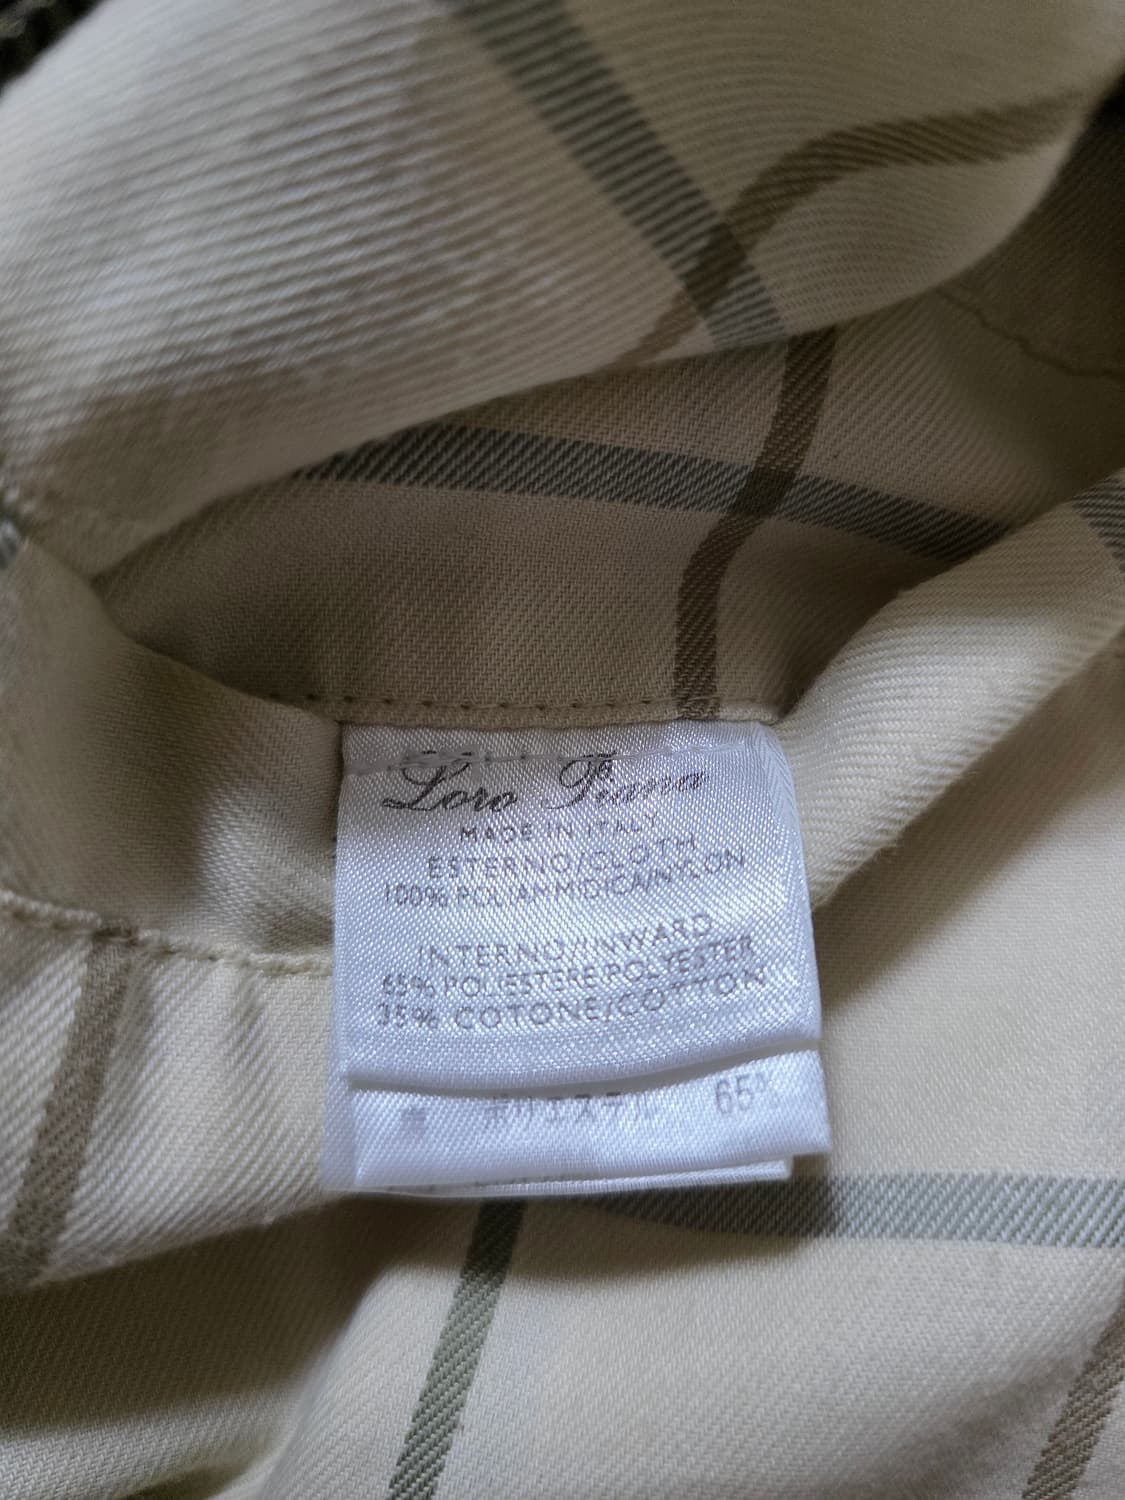 Loro Piana
MADE IN ITALY
ESTERNO/CLOTH
100% POLIAMMIDICA/NYLON
INTERNO/INWARD
65% POLIESTERE/POLYESTER
35% COTONE/COTTON
ポリエステル 65%